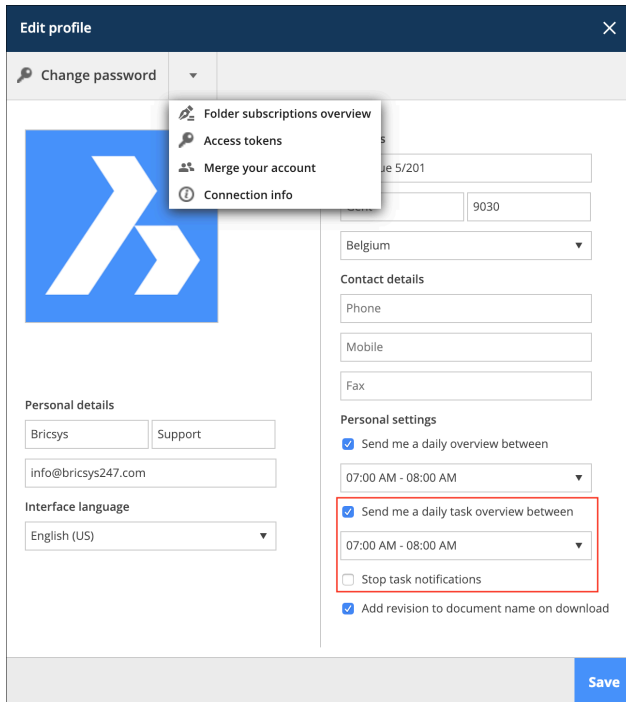 Edit profile
Change password
Folder subscriptions overview
Access tokens
Merge your account
Connection info
5/201
9030
Belgium
Contact details
Phone
Mobile
Fax
Personal details
Bricsys Support
info@bricsys247.com
Interface language
English (US)
Personal settings
Send me a daily overview between
07:00 AM - 08:00 AM
Send me a daily task overview between
07:00 AM - 08:00 AM
Stop task notifications
Add revision to document name on download
Save